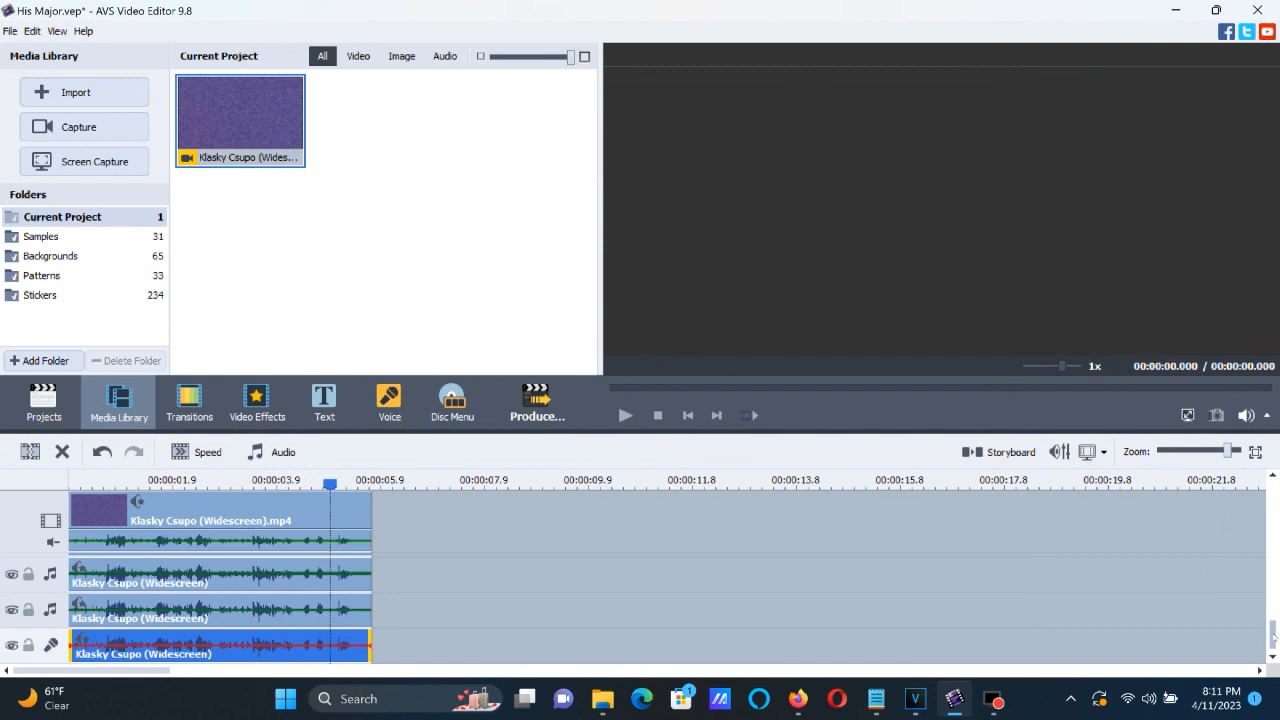 His Major.vep* - AVS Video Editor 9.8
File Edit View Help
Media Library
Current Project
All Video Image Audio
Import
Capture
Screen Capture
Folders
Current Project 1
Samples 31
Backgrounds 65
Patterns 33
Stickers 234
Klasky Csupo (Wides...
Add Folder
Delete Folder
1x
00:00:00.000 / 00:00:00.000
Projects
Media Library
Transitions
Video Effects
Text
Voice
Disc Menu
Produce...
Speed
Audio
Storyboard
Zoom:
00:00:01.9 00:00:03.9 00:00:05.9 00:00:07.9 00:00:09.9 00:00:11.8 00:00:13.8 00:00:15.8 00:00:17.8 00:00:19.8 00:00:21.8
Klasky Csupo (Widescreen).mp4
Klasky Csupo (Widescreen)
Klasky Csupo (Widescreen)
Klasky Csupo (Widescreen)
61°F
Clear
Search
1
8:11 PM
4/11/2023
1